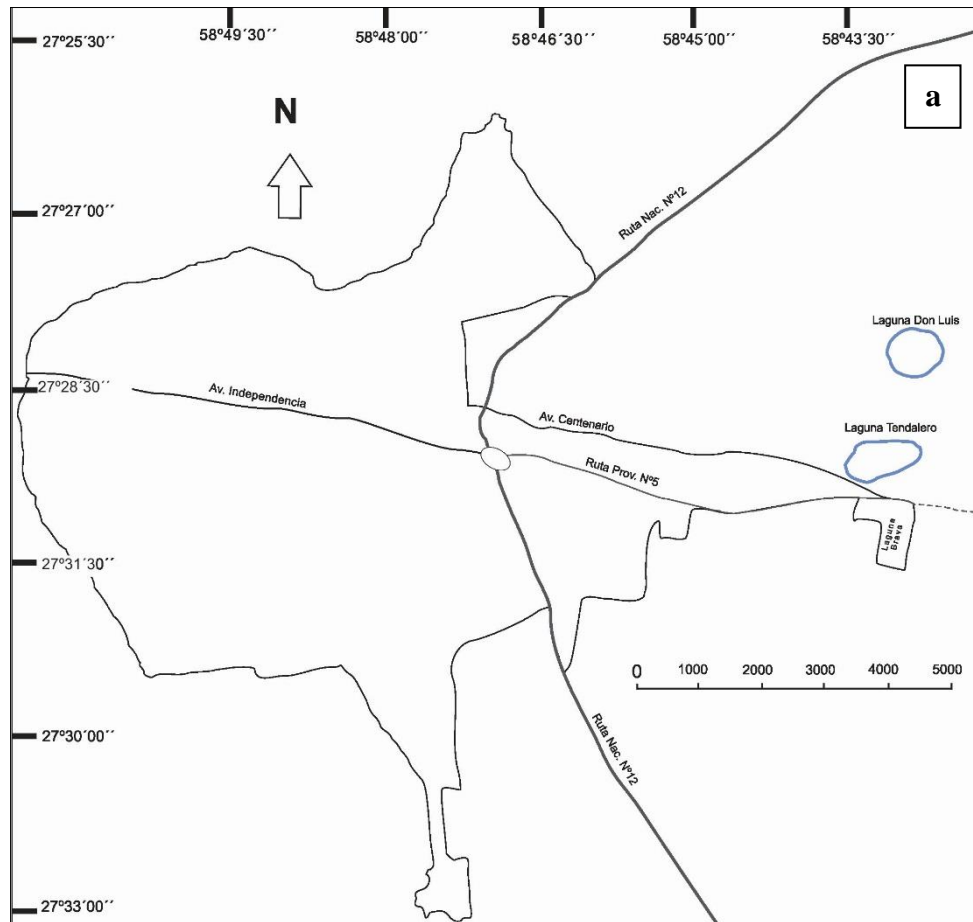 58º49´30´´
58º48´00´´
58º46´30´´
58º45´00´´
58º43´30´´
27º25´30´´
a
N
27º27´00´´
Ruta Nac. Nº12
Laguna Don Luis
27º28´30´´
Av. Independencia
Av. Centenario
Laguna Tendalero
Ruta Prov. Nº5
Laguna
Brava
27º31´30´´
0 1000 2000 3000 4000 5000
27º30´00´´
Ruta Nac. Nº12
27º33´00´´